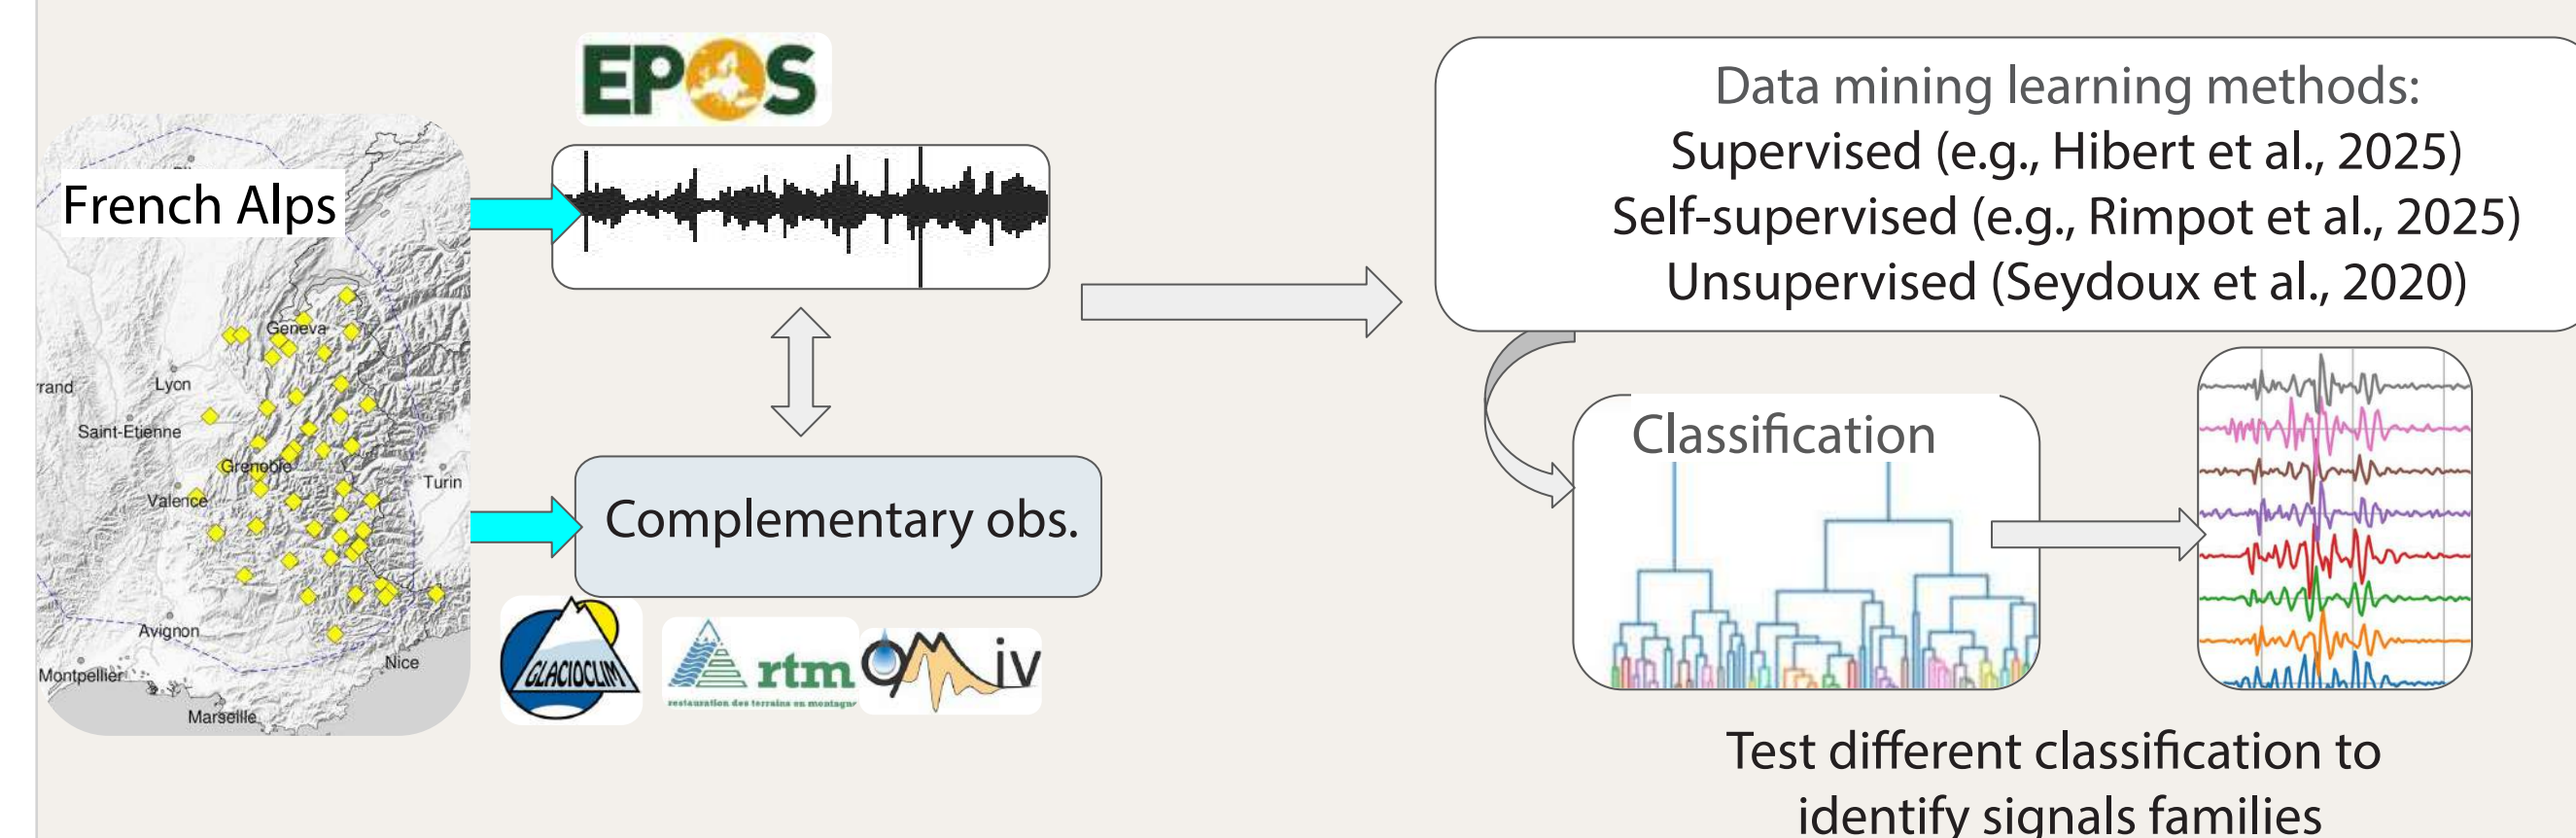 EPOS
French Alps
Geneva
Lyon
Saint-Etienne
Grenoble
Valence
Turin
Avignon
Montpellier
Nice
Marseille
Complementary obs.
GLACIOCLIM
rtm
restauration des terrains en montagne
iv
Data mining learning methods:
Supervised (e.g., Hibert et al., 2025)
Self-supervised (e.g., Rimpot et al., 2025)
Unsupervised (Seydoux et al., 2020)
Classification
Test different classification to
identify signals families